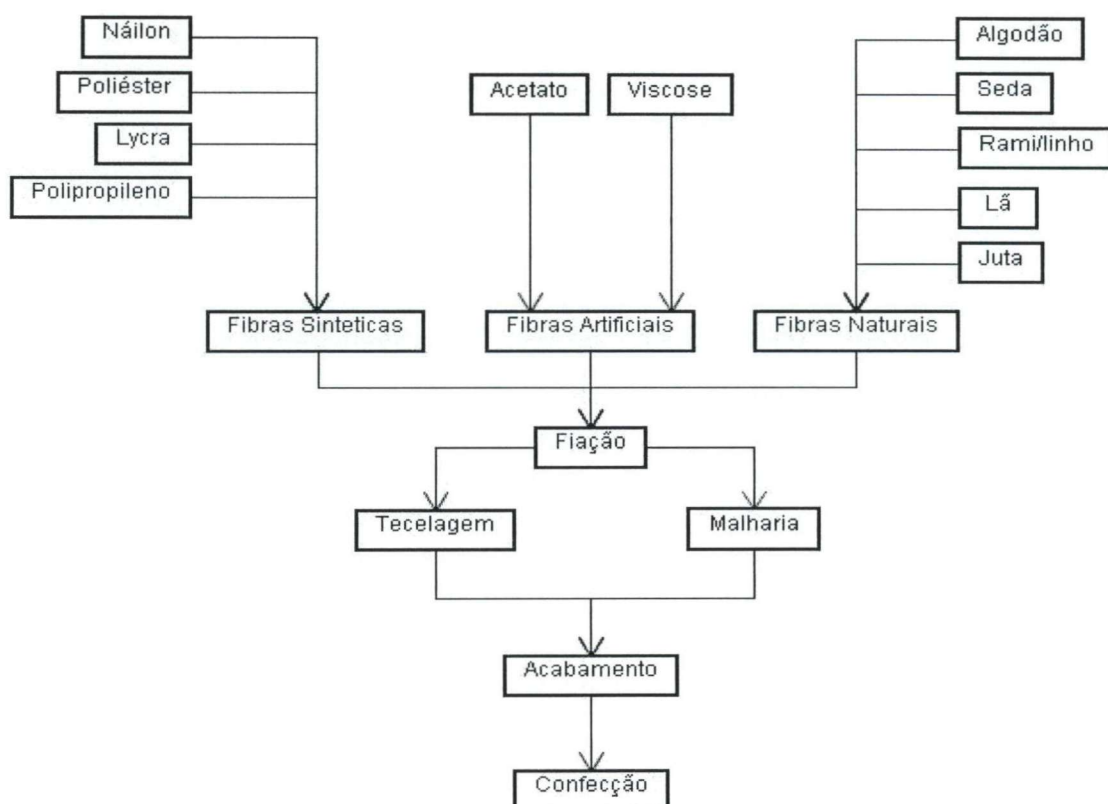 Náilon
Poliéster
Lycra
Polipropileno
Acetato
Viscose
Algodão
Seda
Rami/linho
Lã
Juta
Fibras Sinteticas
Fibras Artificiais
Fibras Naturais
Fiação
Tecelagem
Malharia
Acabamento
Confecção